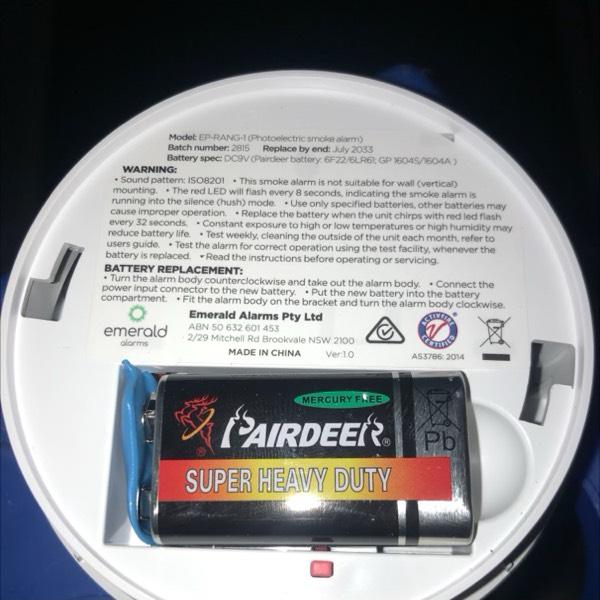 Model: EP-RANG-1 (Photoelectric smoke alarm)
Batch number: 2815 Replace by end: July 2033
Battery spec: DC9V (Pairdeer battery: 6F22/6LR61; GP 1604S/1604A )
WARNING:
• Sound pattern: ISO8201 • This smoke alarm is not suitable for wall (vertical)
mounting. • The red LED will flash every 8 seconds, indicating the smoke alarm is
running into the silence (hush) mode. • Use only specified batteries, other batteries may
cause improper operation. • Replace the battery when the unit chirps with red led flash
every 32 seconds. • Constant exposure to high or low temperatures or high humidity may
reduce battery life. • Test weekly, cleaning the outside of the unit each month, refer to
users guide. • Test the alarm for correct operation using the test facility, whenever the
battery is replaced. • Read the instructions before operating or servicing.
BATTERY REPLACEMENT:
• Turn the alarm body counterclockwise and take out the alarm body. • Connect the
power input connector to the new battery. • Put the new battery into the battery
compartment. • Fit the alarm body on the bracket and turn the alarm body clockwise.
emerald
alarms
Emerald Alarms Pty Ltd
ABN 50 632 601 453
2/29 Mitchell Rd Brookvale NSW 2100
MADE IN CHINA Ver:1.0
ACTIVFIRE
CERTIFIED
AS3786: 2014
MERCURY FREE
PAIRDEER®
SUPER HEAVY DUTY
Pb